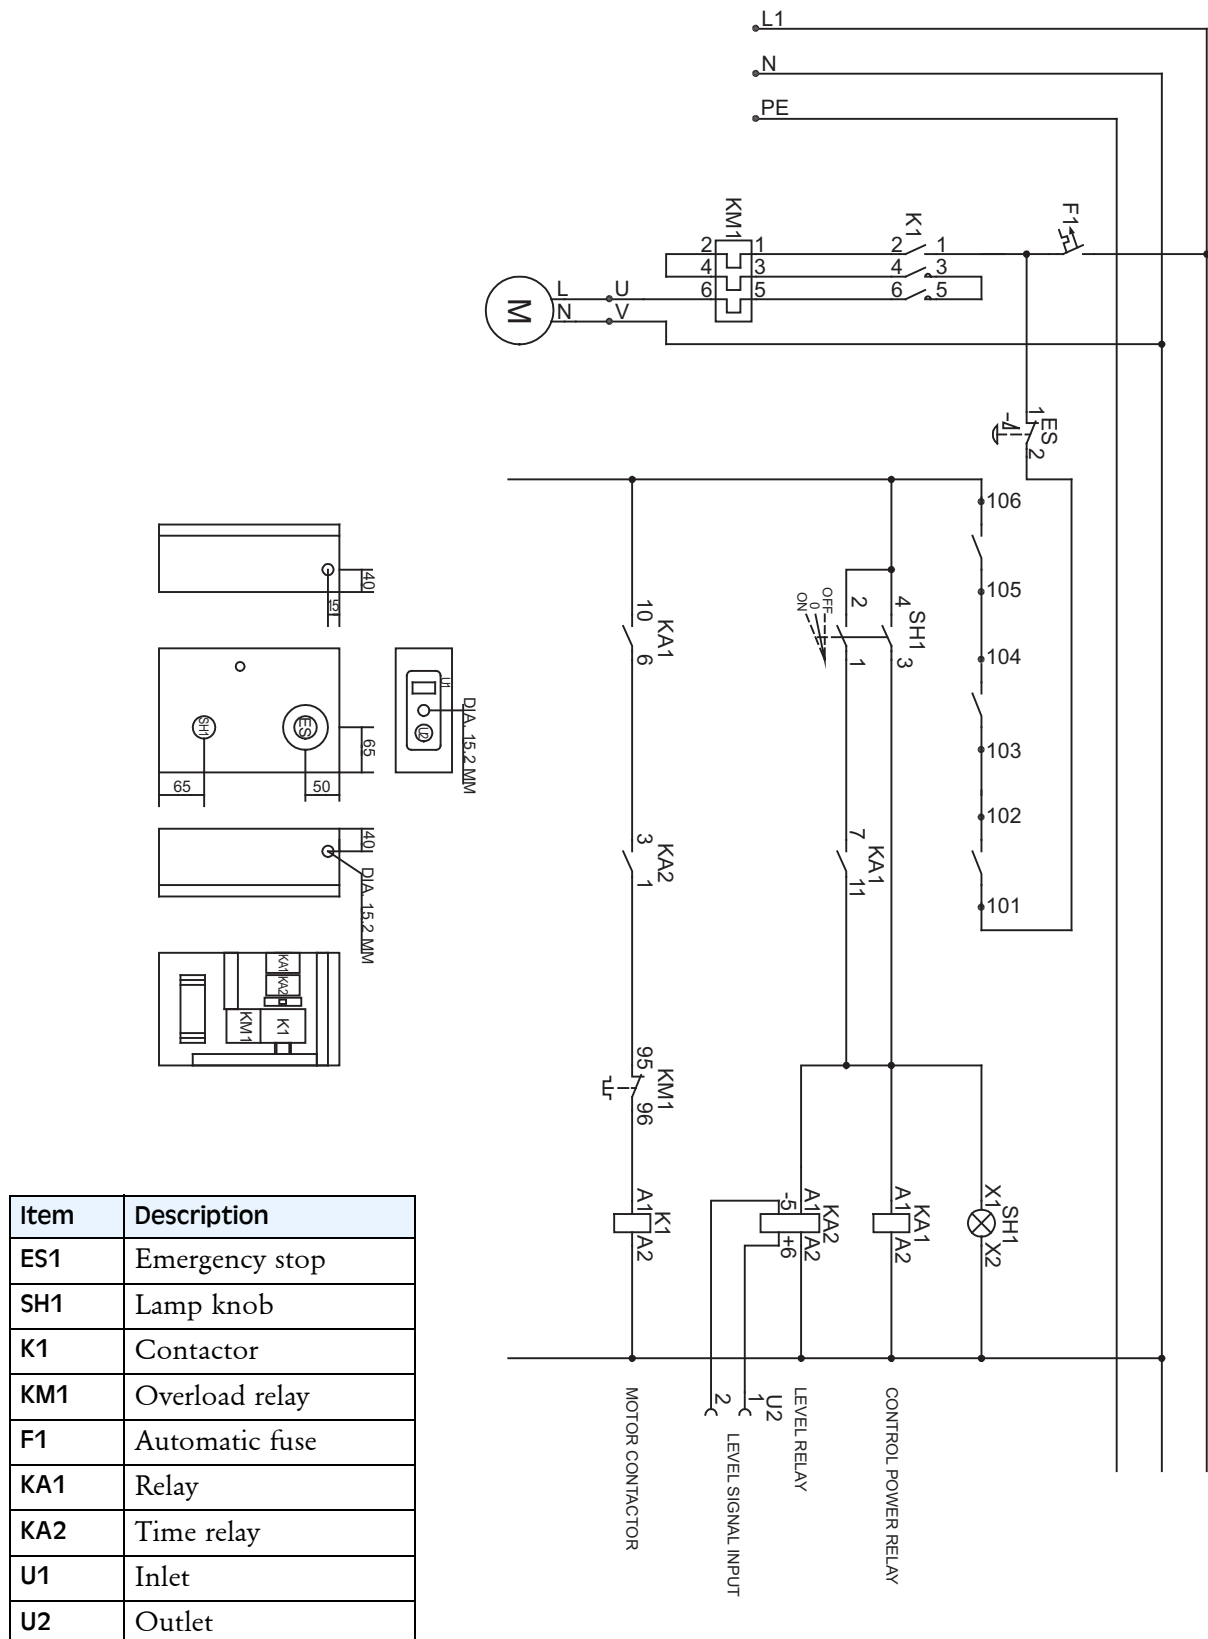 L1
N
PE
F1
K1
2 1
4 3
6 5
KM1
2 1
4 3
6 5
M
L U
N V
1 ES 2
106
105
104
103
102
101
OFF
0
ON
2 1
4 SH1 3
10 KA1 6
7 KA1 11
3 KA2 1
95 KM1 96
A1 K1 A2
-5 +6
A1 KA2 A2
A1 KA1 A2
X1 SH1 X2
1 U2
2
MOTOR CONTACTOR
LEVEL SIGNAL INPUT
LEVEL RELAY
CONTROL POWER RELAY
40
15
SH1
ES
65
65
50
U1
U2
DIA. 15,2 MM
40
DIA. 15,2 MM
KA1
KA2
KM1
K1
Item Description
ES1 Emergency stop
SH1 Lamp knob
K1 Contactor
KM1 Overload relay
F1 Automatic fuse
KA1 Relay
KA2 Time relay
U1 Inlet
U2 Outlet